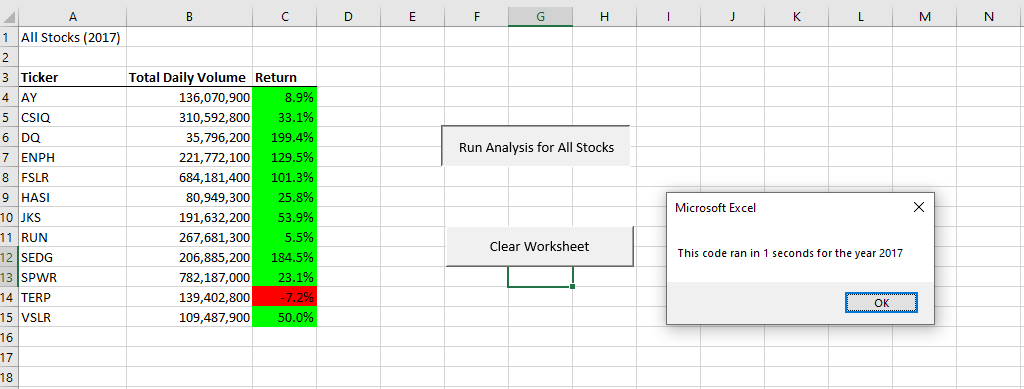 A B C D E F G H I J K L M N
1 All Stocks (2017)
2
3 Ticker Total Daily Volume Return
4 AY 136,070,900 8.9%
5 CSIQ 310,592,800 33.1%
6 DQ 35,796,200 199.4%
7 ENPH 221,772,100 129.5%
8 FSLR 684,181,400 101.3%
9 HASI 80,949,300 25.8%
10 JKS 191,632,200 53.9%
11 RUN 267,681,300 5.5%
12 SEDG 206,885,200 184.5%
13 SPWR 782,187,000 23.1%
14 TERP 139,402,800 -7.2%
15 VSLR 109,487,900 50.0%
16
17
18
Run Analysis for All Stocks
Clear Worksheet
Microsoft Excel
This code ran in 1 seconds for the year 2017
OK